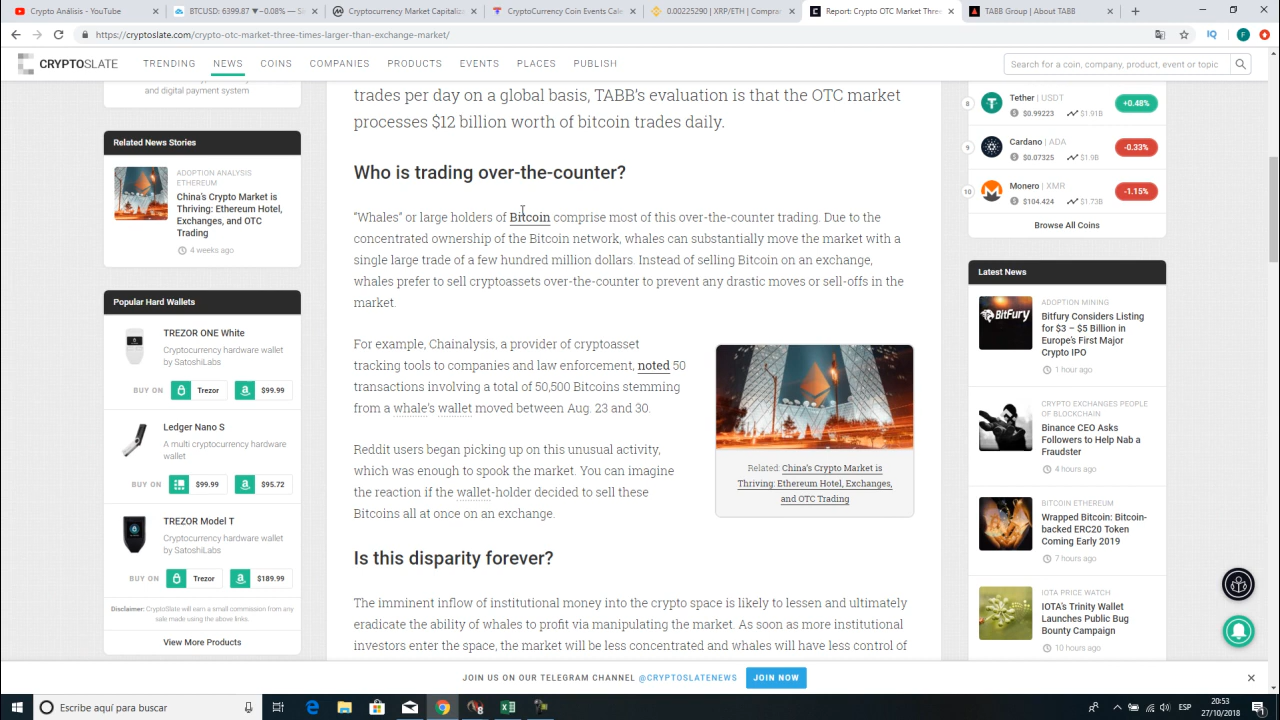 Crypto Análisis - YouTube
BTCUSD: 6399.87 ▼−0.08% — S
Cryptocurrency Market Capitaliz
CryptoCurrency Coin Events Cale
0.00225290 | XRP/ETH | Compra
Report: Crypto OTC Market Three
TABB Group | About TABB
https://cryptoslate.com/crypto-otc-market-three-times-larger-than-exchange-market/
IQ
F
CRYPTOSLATE
TRENDING
NEWS
COINS
COMPANIES
PRODUCTS
EVENTS
PLACES
PUBLISH
Search for a coin, company, product, event or topic
and digital payment system
Related News Stories
ADOPTION ANALYSIS
ETHEREUM
China's Crypto Market is
Thriving: Ethereum Hotel,
Exchanges, and OTC
Trading
4 weeks ago
Popular Hard Wallets
TREZOR ONE White
Cryptocurrency hardware wallet
by SatoshiLabs
BUY ON Trezor $99.99
Ledger Nano S
A multi cryptocurrency hardware
wallet
BUY ON $99.99 $95.72
TREZOR Model T
Cryptocurrency hardware wallet
by SatoshiLabs
BUY ON Trezor $189.99
Disclaimer: CryptoSlate will earn a small commission from any
sale made using the above links.
View More Products
trades per day on a global basis, TABB's evaluation is that the OTC market
processes $12 billion worth of bitcoin trades daily.
Who is trading over-the-counter?
“Whales” or large holders of Bitcoin comprise most of this over-the-counter trading. Due to the
concentrated ownership of the Bitcoin network, whales can substantially move the market with a
single large trade of a few hundred million dollars. Instead of selling Bitcoin on an exchange,
whales prefer to sell cryptoassets over-the-counter to prevent any drastic moves or sell-offs in the
market.
For example, Chainalysis, a provider of cryptoasset
tracking tools to companies and law enforcement, noted 50
transactions involving a total of 50,500 Bitcoins stemming
from a whale's wallet moved between Aug. 23 and 30.
Reddit users began picking up on this unusual activity,
which was enough to spook the market. You can imagine
the reaction if the wallet-holder decided to sell these
Bitcoins all at once on an exchange.
Related: China's Crypto Market is
Thriving: Ethereum Hotel, Exchanges,
and OTC Trading
Is this disparity forever?
The imminent inflow of institutional money into the crypto space is likely to lessen and ultimately
eradicate the ability of whales to profit via manipulating the market. As soon as more institutional
investors enter the space, the market will be less concentrated and whales will have less control of
8 Tether | USDT +0.48%
$0.99223 $1.91B
9 Cardano | ADA -0.33%
$0.07325 $1.9B
10 Monero | XMR -1.15%
$104.424 $1.73B
Browse All Coins
Latest News
BITFURY
ADOPTION MINING
Bitfury Considers Listing
for $3 – $5 Billion in
Europe's First Major
Crypto IPO
1 hour ago
CRYPTO EXCHANGES PEOPLE
OF BLOCKCHAIN
Binance CEO Asks
Followers to Help Nab a
Fraudster
4 hours ago
BITCOIN ETHEREUM
Wrapped Bitcoin: Bitcoin-
backed ERC20 Token
Coming Early 2019
7 hours ago
IOTA PRICE WATCH
IOTA's Trinity Wallet
Launches Public Bug
Bounty Campaign
10 hours ago
JOIN US ON OUR TELEGRAM CHANNEL @CRYPTOSLATENEWS JOIN NOW
Escribe aquí para buscar
ESP
20:53
27/10/2018